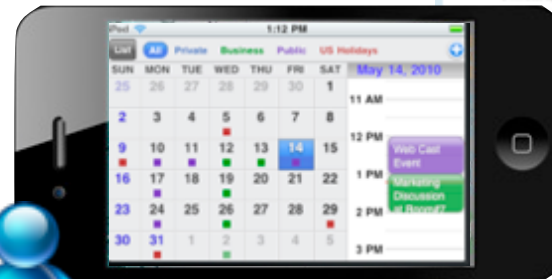 iPod 1:12 PM
List All Private Business Public US Holidays
SUN MON TUE WED THU FRI SAT May 14, 2010
25 26 27 28 29 30 1
11 AM
2 3 4 5 6 7 8
12 PM
9 10 11 12 13 14 15
Web Cast
Event
16 17 18 19 20 21 22
1 PM
Marketing
Discussion
at Room#7
23 24 25 26 27 28 29
2 PM
30 31 1 2 3 4 5
3 PM